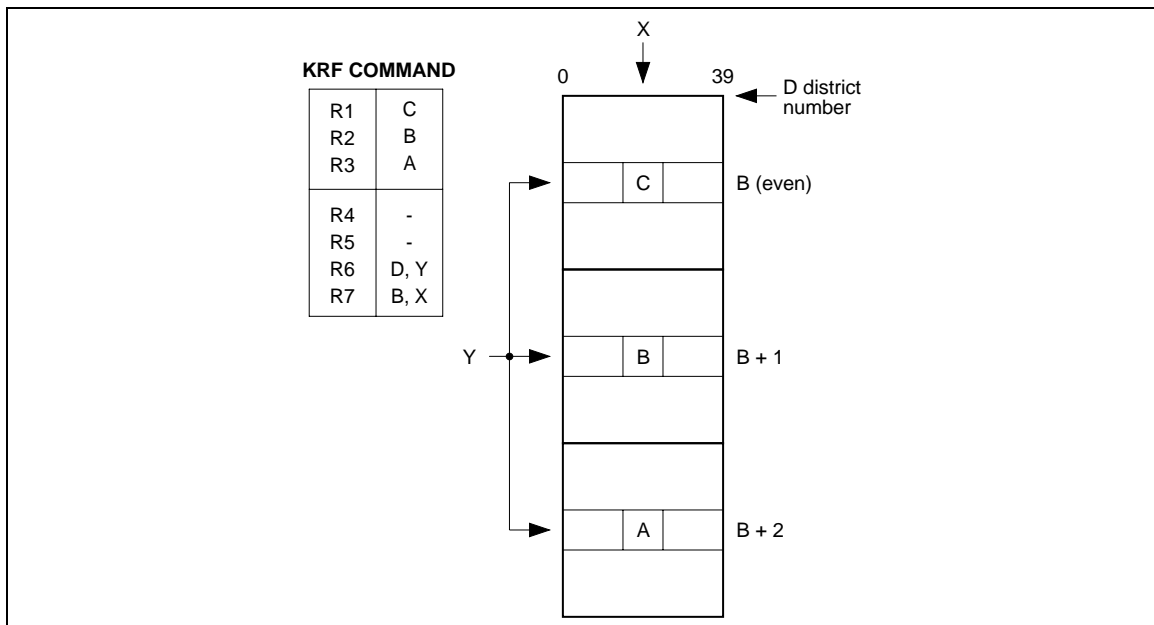 X
KRF COMMAND
0 39
D district
number
R1 C
R2 B
R3 A
R4 -
R5 -
R6 D, Y
R7 B, X
C B (even)
Y B B + 1
A B + 2